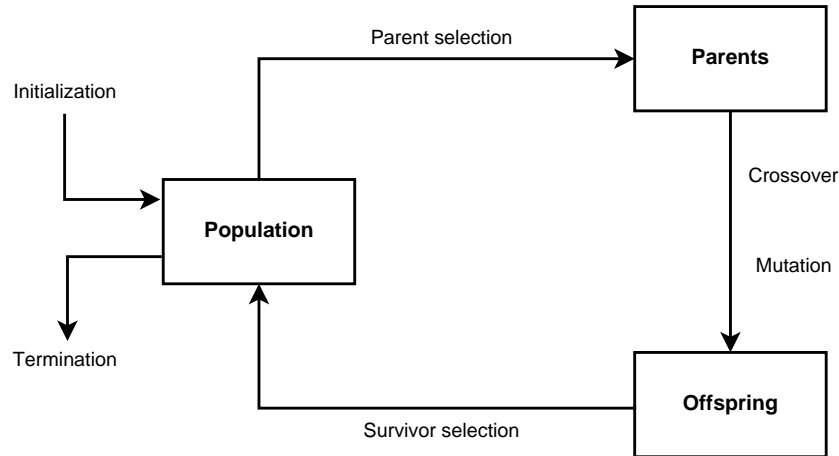 Parent selection
Parents
Initialization
Crossover
Population
Mutation
Termination
Offspring
Survivor selection